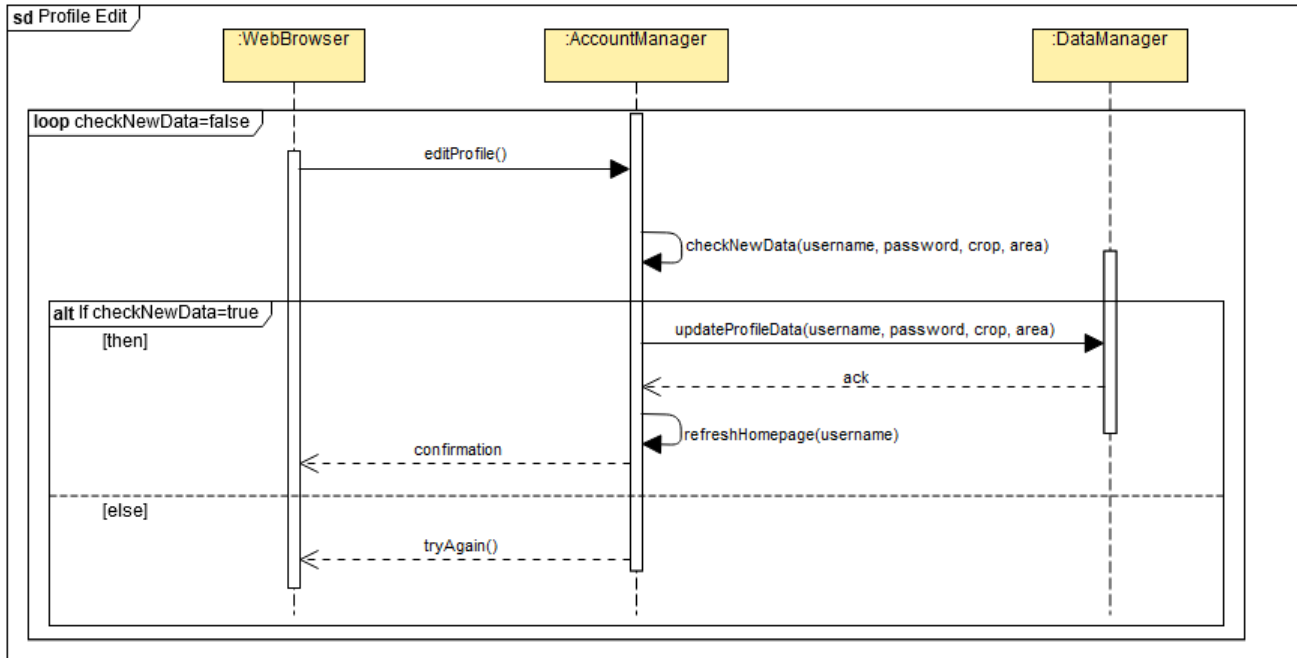 sd Profile Edit
:WebBrowser
:AccountManager
:DataManager
loop checkNewData=false
editProfile()
checkNewData(username, password, crop, area)
alt If checkNewData=true
[then]
updateProfileData(username, password, crop, area)
ack
refreshHomepage(username)
confirmation
[else]
tryAgain()